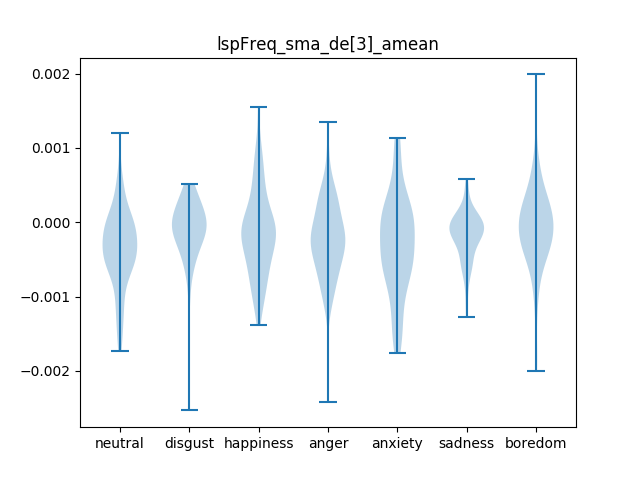 lspFreq_sma_de[3]_amean
0.002
0.001
0.000
−0.001
−0.002
neutral disgust happiness anger anxiety sadness boredom